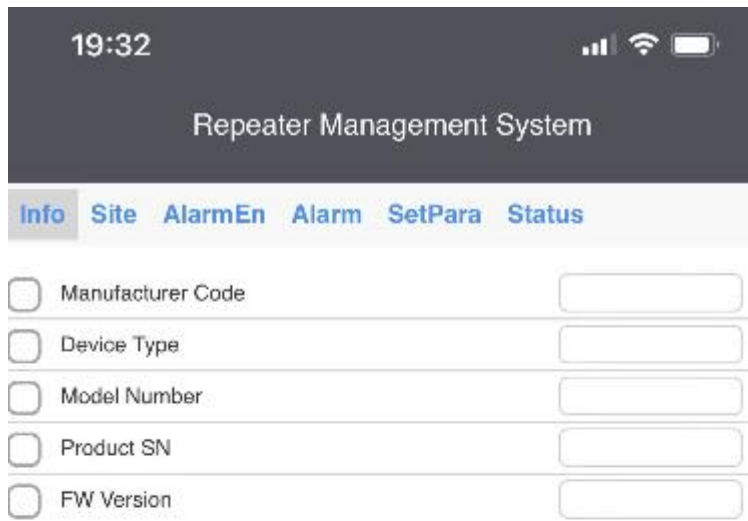 19:32
Repeater Management System
Info Site AlarmEn Alarm SetPara Status
Manufacturer Code
Device Type
Model Number
Product SN
FW Version